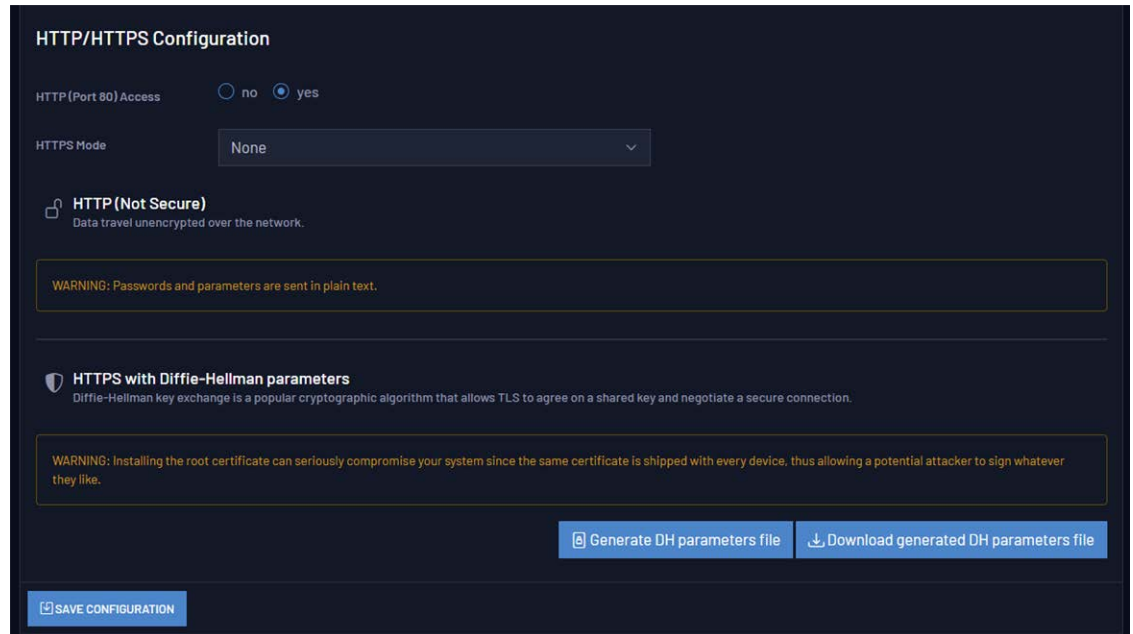 HTTP/HTTPS Configuration
HTTP (Port 80) Access no yes
HTTPS Mode None
HTTP (Not Secure)
Data travel unencrypted over the network.
WARNING: Passwords and parameters are sent in plain text.
HTTPS with Diffie-Hellman parameters
Diffie-Hellman key exchange is a popular cryptographic algorithm that allows TLS to agree on a shared key and negotiate a secure connection.
WARNING: Installing the root certificate can seriously compromise your system since the same certificate is shipped with every device, thus allowing a potential attacker to sign whatever
they like.
Generate DH parameters file Download generated DH parameters file
SAVE CONFIGURATION